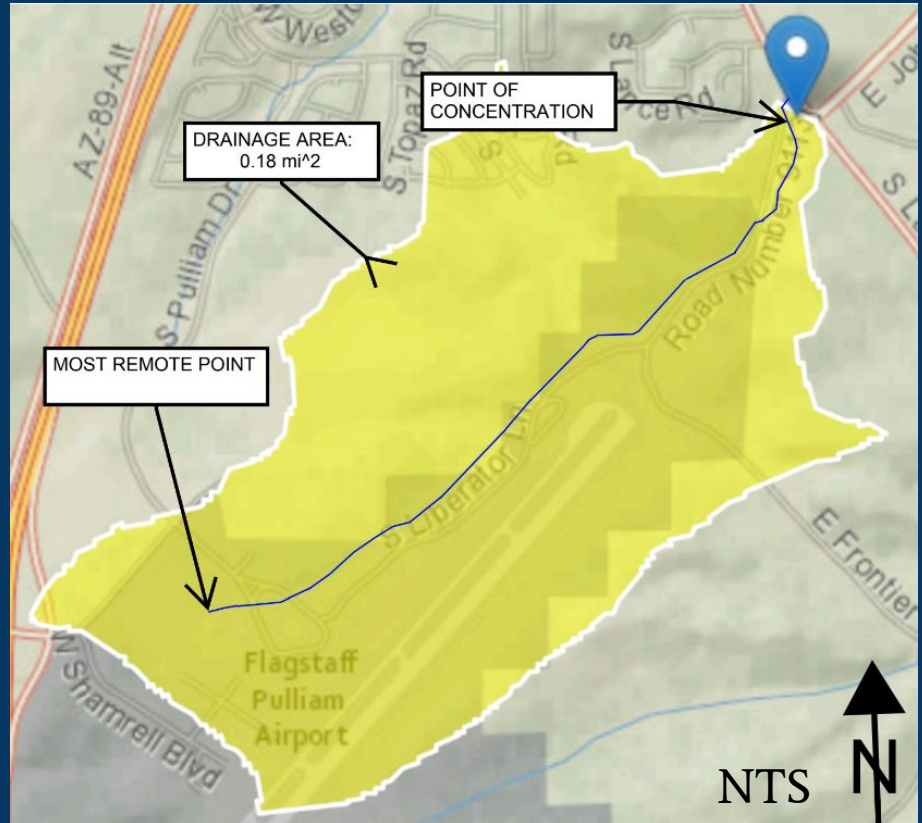 AZ-89-Alt
S Pulliam Dr
S Topaz Rd
POINT OF
CONCENTRATION
E Jo
S L
DRAINAGE AREA:
0.18 mi^2
MOST REMOTE POINT
Road Number
S Liberator Ln
E Frontier
W Shamrell Blvd
Flagstaff
Pulliam
Airport
NTS
N